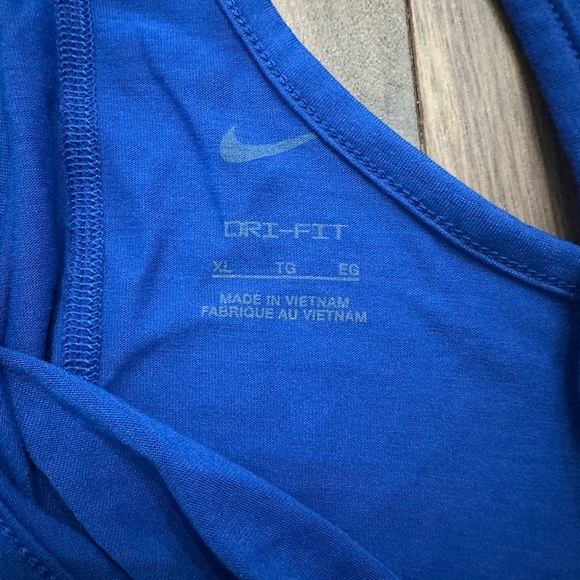 DRI-FIT
XL TG EG
MADE IN VIETNAM
FABRIQUE AU VIETNAM